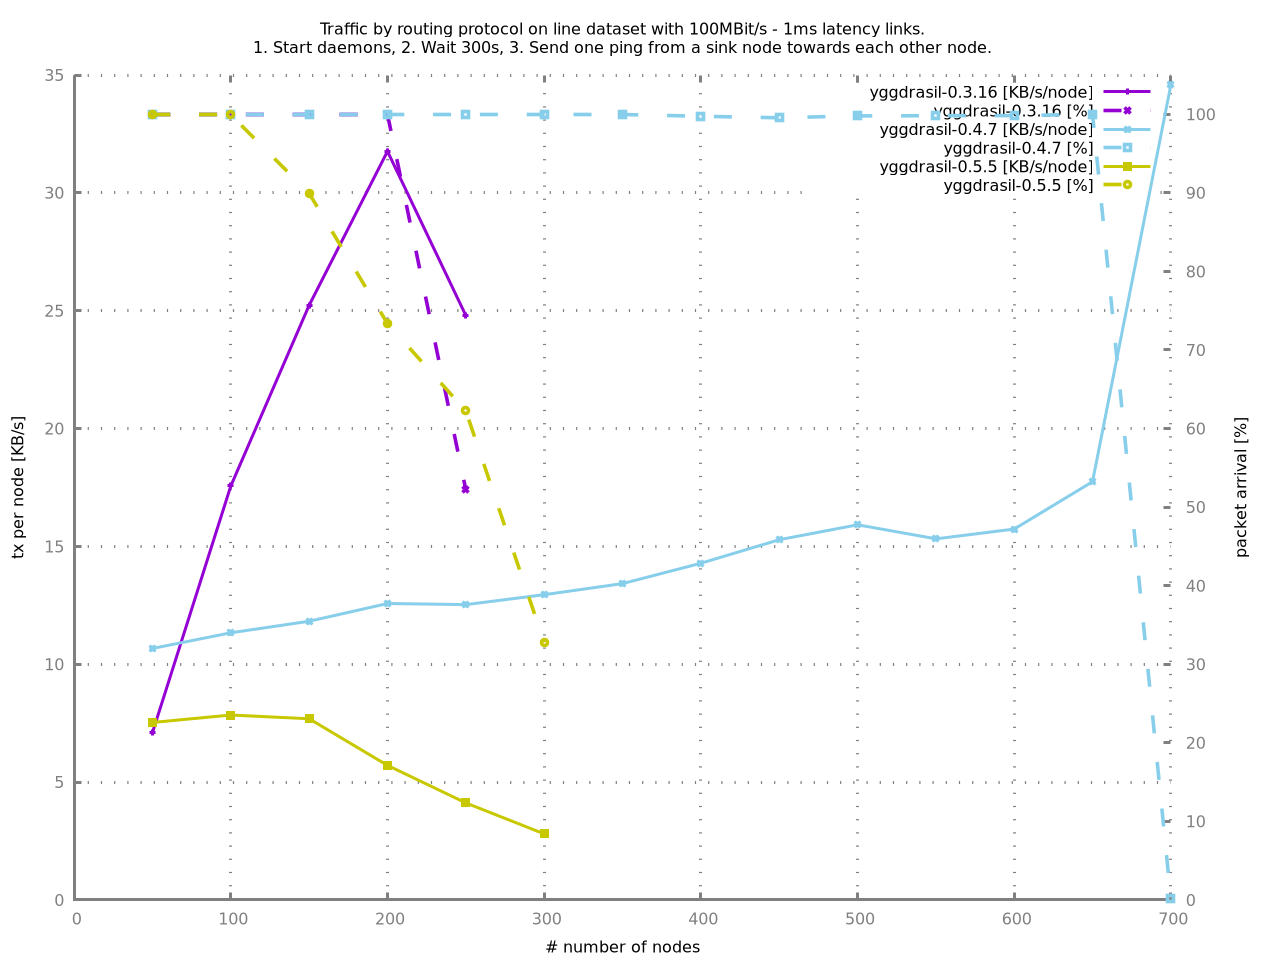 Traffic by routing protocol on line dataset with 100MBit/s - 1ms latency links.
1. Start daemons, 2. Wait 300s, 3. Send one ping from a sink node towards each other node.
yggdrasil-0.3.16 [KB/s/node]
yggdrasil-0.3.16 [%]
yggdrasil-0.4.7 [KB/s/node]
yggdrasil-0.4.7 [%]
yggdrasil-0.5.5 [KB/s/node]
yggdrasil-0.5.5 [%]
tx per node [KB/s]
35
30
25
20
15
10
5
0
packet arrival [%]
100
90
80
70
60
50
40
30
20
10
0
0 100 200 300 400 500 600 700
# number of nodes